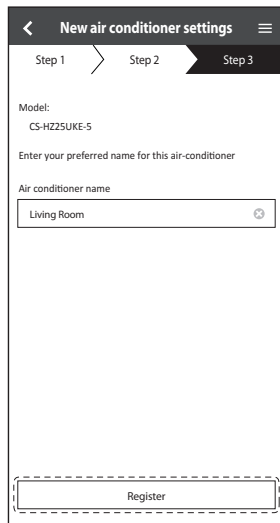 New air conditioner settings
Step 1 Step 2 Step 3
Model:
CS-HZ25UKE-5
Enter your preferred name for this air-conditioner
Air conditioner name
Living Room
Register